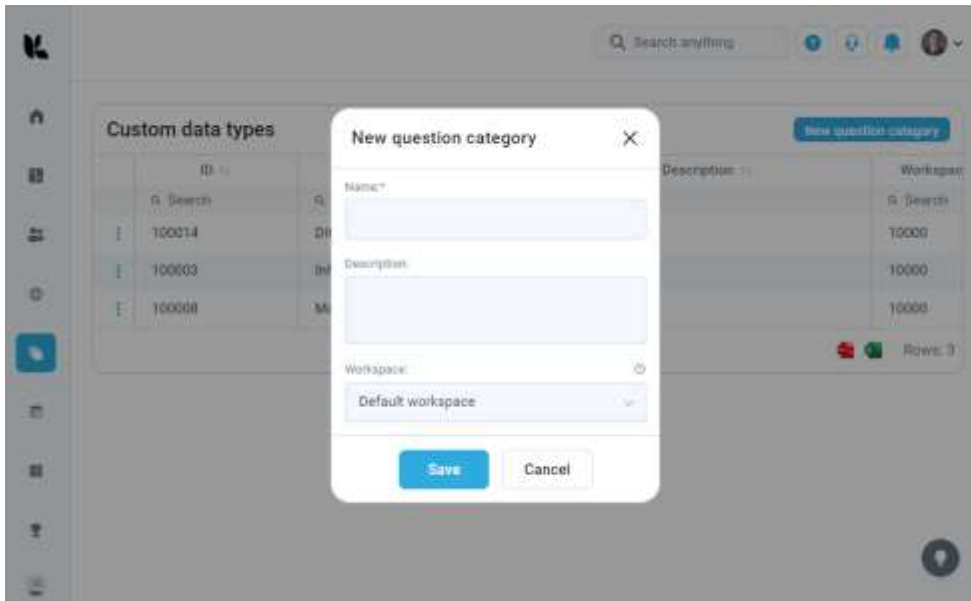 Search anything
Custom data types
New question category
New question category
ID
Description
Workspac
Search
Search
100014
10000
100003
10000
100008
10000
Rows: 3
Name:*
Description:
Workspace:
Default workspace
Save
Cancel